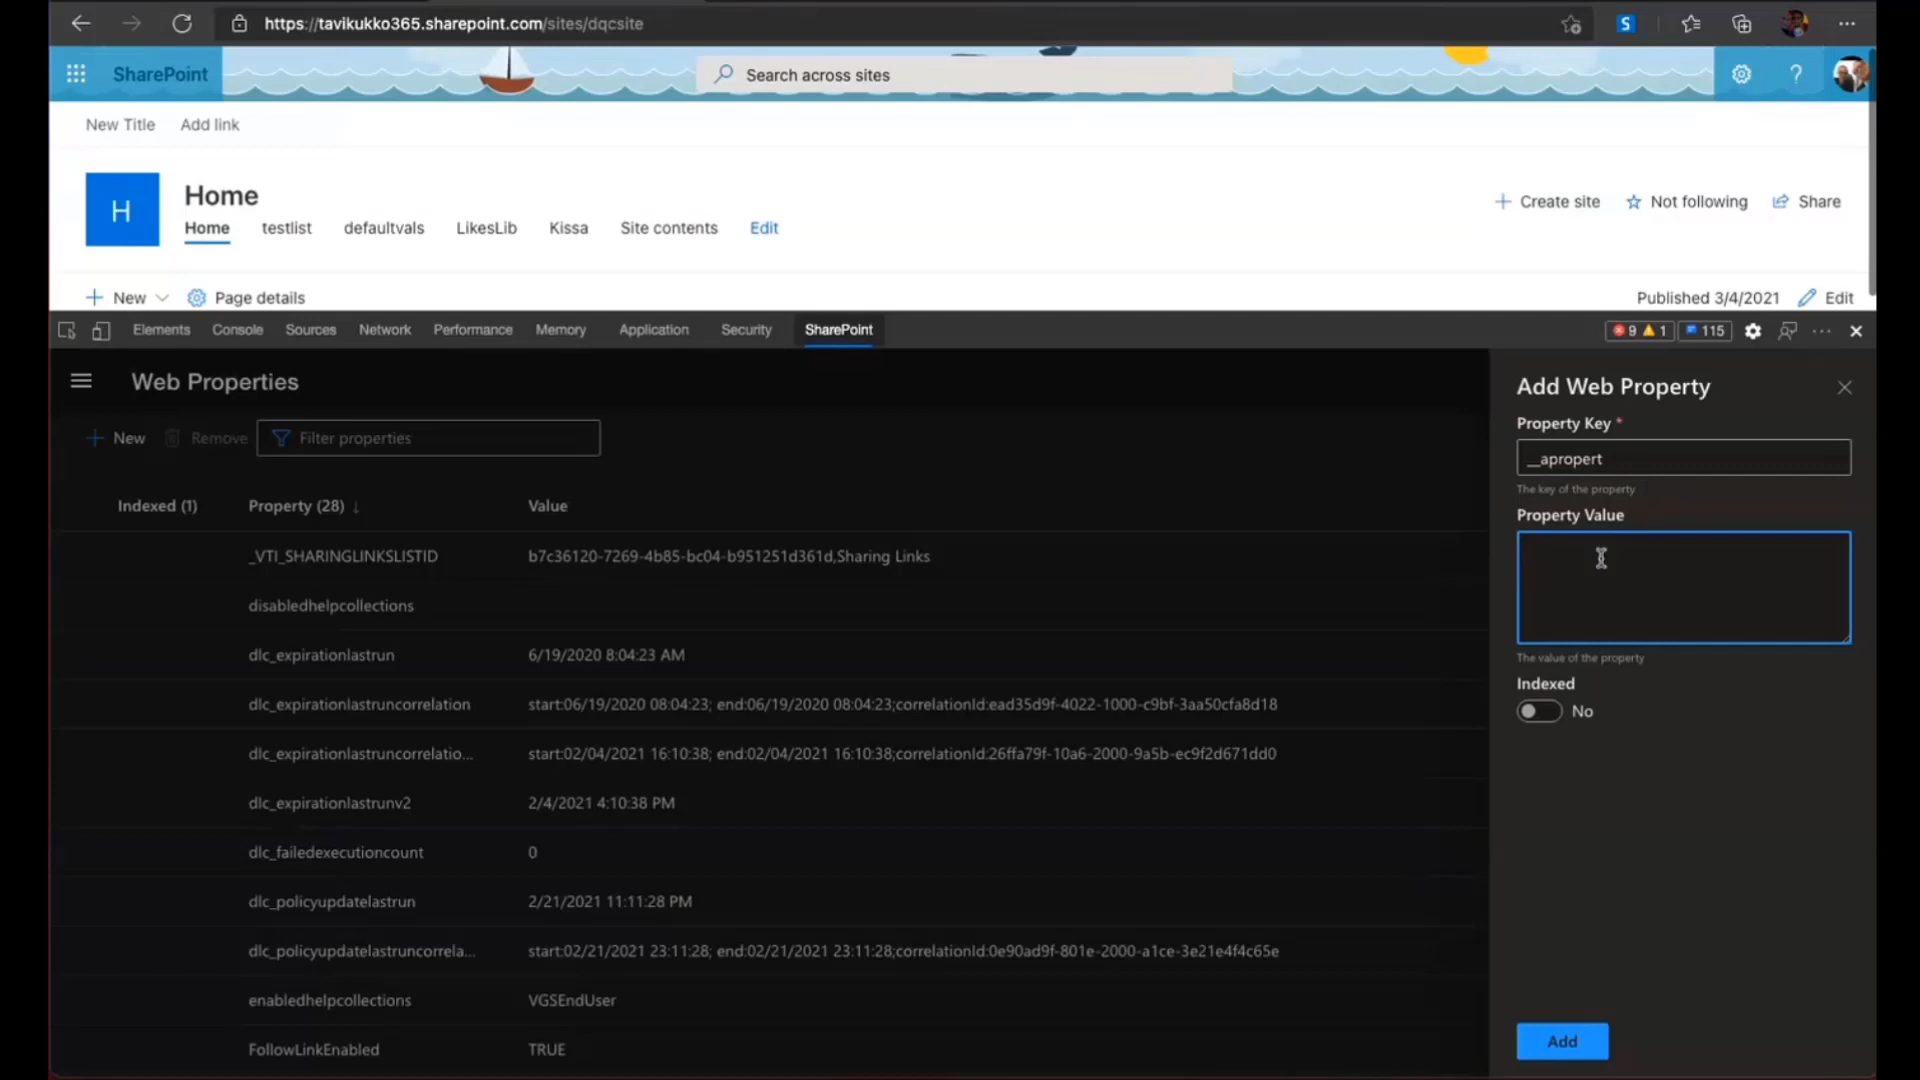 https://tavikukko365.sharepoint.com/sites/dqcsite
S
SharePoint
Search across sites
?
New Title Add link
H
Home
Home testlist defaultvals LikesLib Kissa Site contents Edit
Create site Not following Share
New Page details
Published 3/4/2021 Edit
Elements Console Sources Network Performance Memory Application Security SharePoint
9 1 115
Web Properties
New Remove Filter properties
Indexed (1) Property (28) ↓ Value
_VTI_SHARINGLINKSLISTID b7c36120-7269-4b85-bc04-b951251d361d,Sharing Links
disabledhelpcollections
dlc_expirationlastrun 6/19/2020 8:04:23 AM
dlc_expirationlastruncorrelation start:06/19/2020 08:04:23; end:06/19/2020 08:04:23;correlationId:ead35d9f-4022-1000-c9bf-3aa50cfa8d18
dlc_expirationlastruncorrelatio... start:02/04/2021 16:10:38; end:02/04/2021 16:10:38;correlationId:26ffa79f-10a6-2000-9a5b-ec9f2d671dd0
dlc_expirationlastrunv2 2/4/2021 4:10:38 PM
dlc_failedexecutioncount 0
dlc_policyupdatelastrun 2/21/2021 11:11:28 PM
dlc_policyupdatelastruncorrela... start:02/21/2021 23:11:28; end:02/21/2021 23:11:28;correlationId:0e90ad9f-801e-2000-a1ce-3e21e4f4c65e
enabledhelpcollections VGSEndUser
FollowLinkEnabled TRUE
Add Web Property
Property Key *
__apropert
The key of the property
Property Value
The value of the property
Indexed
No
Add